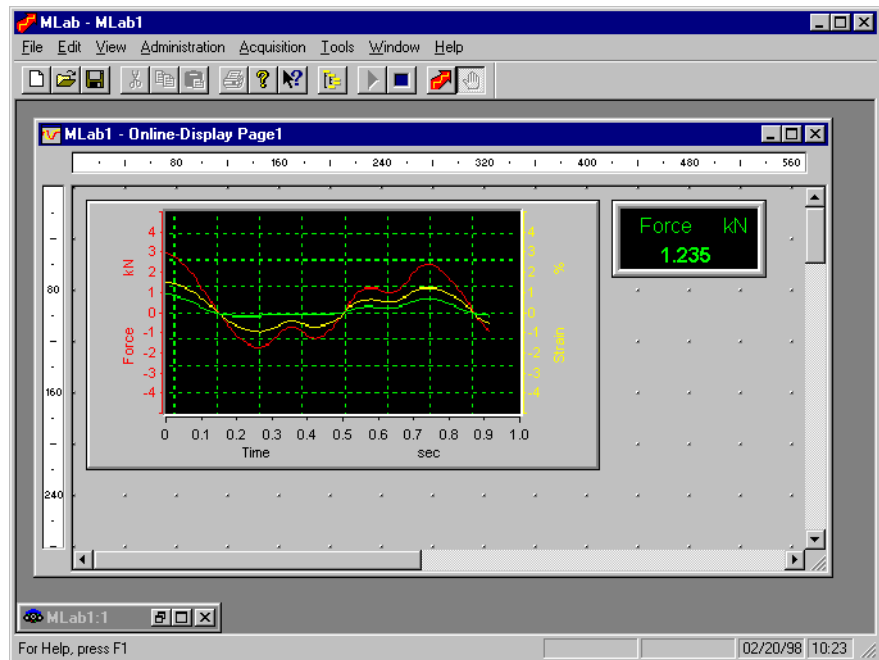 MLab - MLab1
File Edit View Administration Acquisition Tools Window Help
MLab1 - Online-Display Page1
80 160 240 320 400 480 560
80
160
240
Force kN
1.235
kN
Force
4
3
2
1
0
-1
-2
-3
-4
4
3
2
1
0
-1
-2
-3
-4
%
Strain
0 0.1 0.2 0.3 0.4 0.5 0.6 0.7 0.8 0.9 1.0
Time sec
MLab1:1
For Help, press F1 02/20/98 10:23